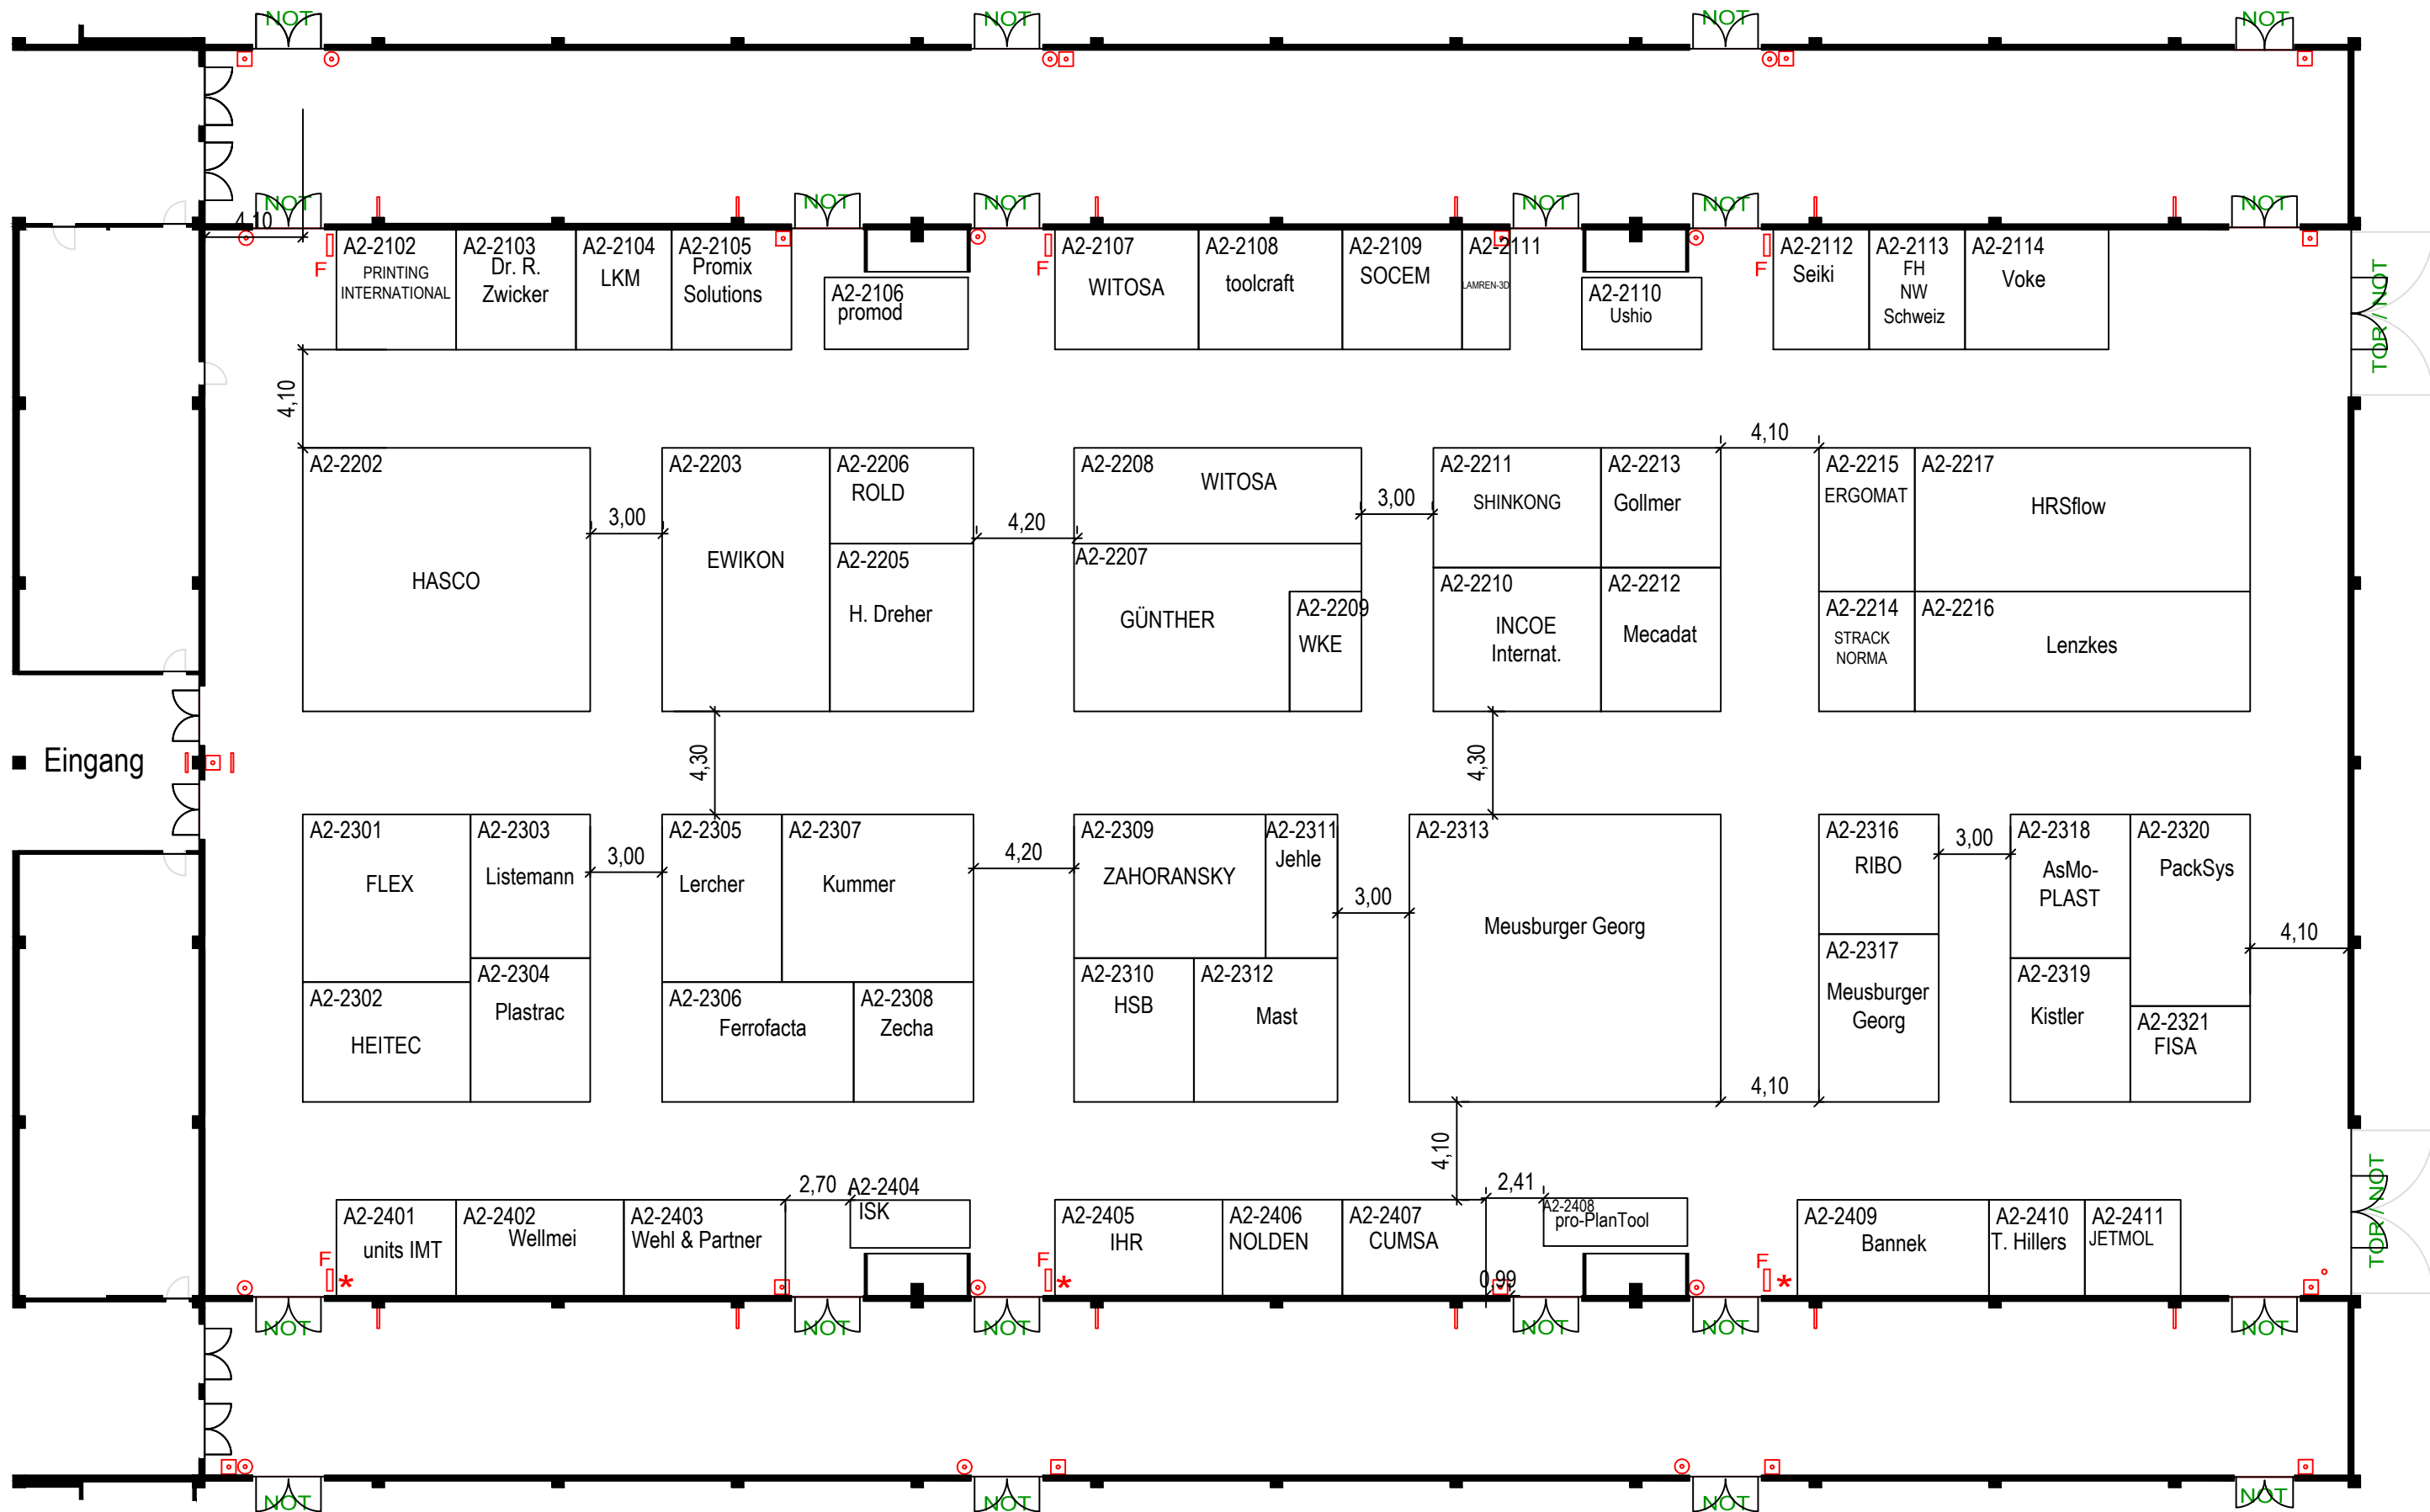 NOT
NOT
NOT
NOT
NOT
NOT
NOT
NOT
NOT
NOT
4,10
F
A2-2102
PRINTING
INTERNATIONAL
A2-2103
Dr. R.
Zwicker
A2-2104
LKM
A2-2105
Promix
Solutions
A2-2106
promod
F
A2-2107
WITOSA
A2-2108
toolcraft
A2-2109
SOCEM
A2-2111
LAMREN-3D
A2-2110
Ushio
F
A2-2112
Seiki
A2-2113
FH
NW
Schweiz
A2-2114
Voke
TOR / NOT
4,10
4,10
A2-2202
HASCO
3,00
A2-2203
EWIKON
A2-2206
ROLD
A2-2205
H. Dreher
4,20
A2-2208
WITOSA
A2-2207
GÜNTHER
A2-2209
WKE
3,00
A2-2211
SHINKONG
A2-2213
Gollmer
A2-2210
INCOE
Internat.
A2-2212
Mecadat
A2-2215
ERGOMAT
A2-2217
HRSflow
A2-2214
STRACK
NORMA
A2-2216
Lenzkes
Eingang
4,30
4,30
A2-2301
FLEX
A2-2303
Listemann
A2-2302
HEITEC
A2-2304
Plastrac
3,00
A2-2305
Lercher
A2-2307
Kummer
A2-2306
Ferrofacta
A2-2308
Zecha
4,20
A2-2309
ZAHORANSKY
A2-2311
Jehle
A2-2310
HSB
A2-2312
Mast
3,00
A2-2313
Meusburger Georg
A2-2316
RIBO
A2-2317
Meusburger
Georg
3,00
A2-2318
AsMo-
PLAST
A2-2320
PackSys
A2-2319
Kistler
A2-2321
FISA
4,10
4,10
4,10
A2-2401
units IMT
A2-2402
Wellmei
A2-2403
Wehl & Partner
2,70
A2-2404
ISK
A2-2405
IHR
A2-2406
NOLDEN
A2-2407
CUMSA
2,41
A2-2408
pro-PlanTool
0,99
A2-2409
Bannek
A2-2410
T. Hillers
A2-2411
JETMOL
TOR / NOT
F
*
F
*
F
*
NOT
NOT
NOT
NOT
NOT
NOT
NOT
NOT
NOT
NOT